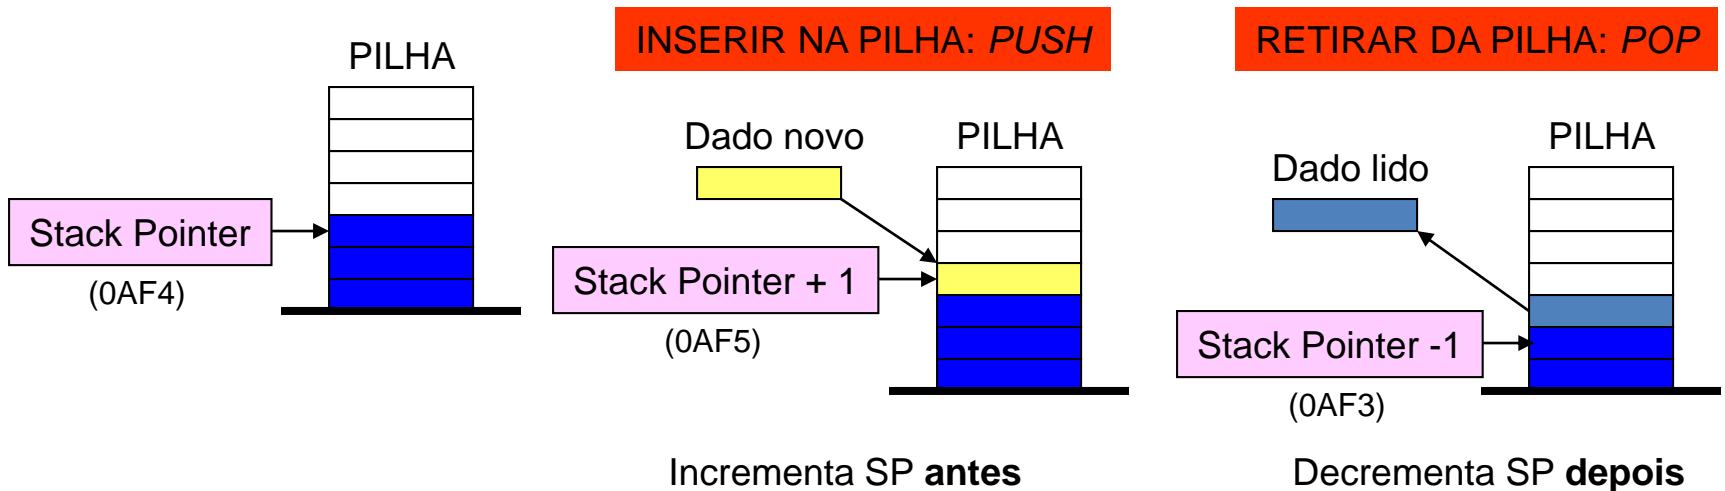 PILHA
Stack Pointer
(0AF4)
INSERIR NA PILHA: PUSH
Dado novo
PILHA
Stack Pointer + 1
(0AF5)
Incrementa SP antes
RETIRAR DA PILHA: POP
PILHA
Dado lido
Stack Pointer -1
(0AF3)
Decrementa SP depois